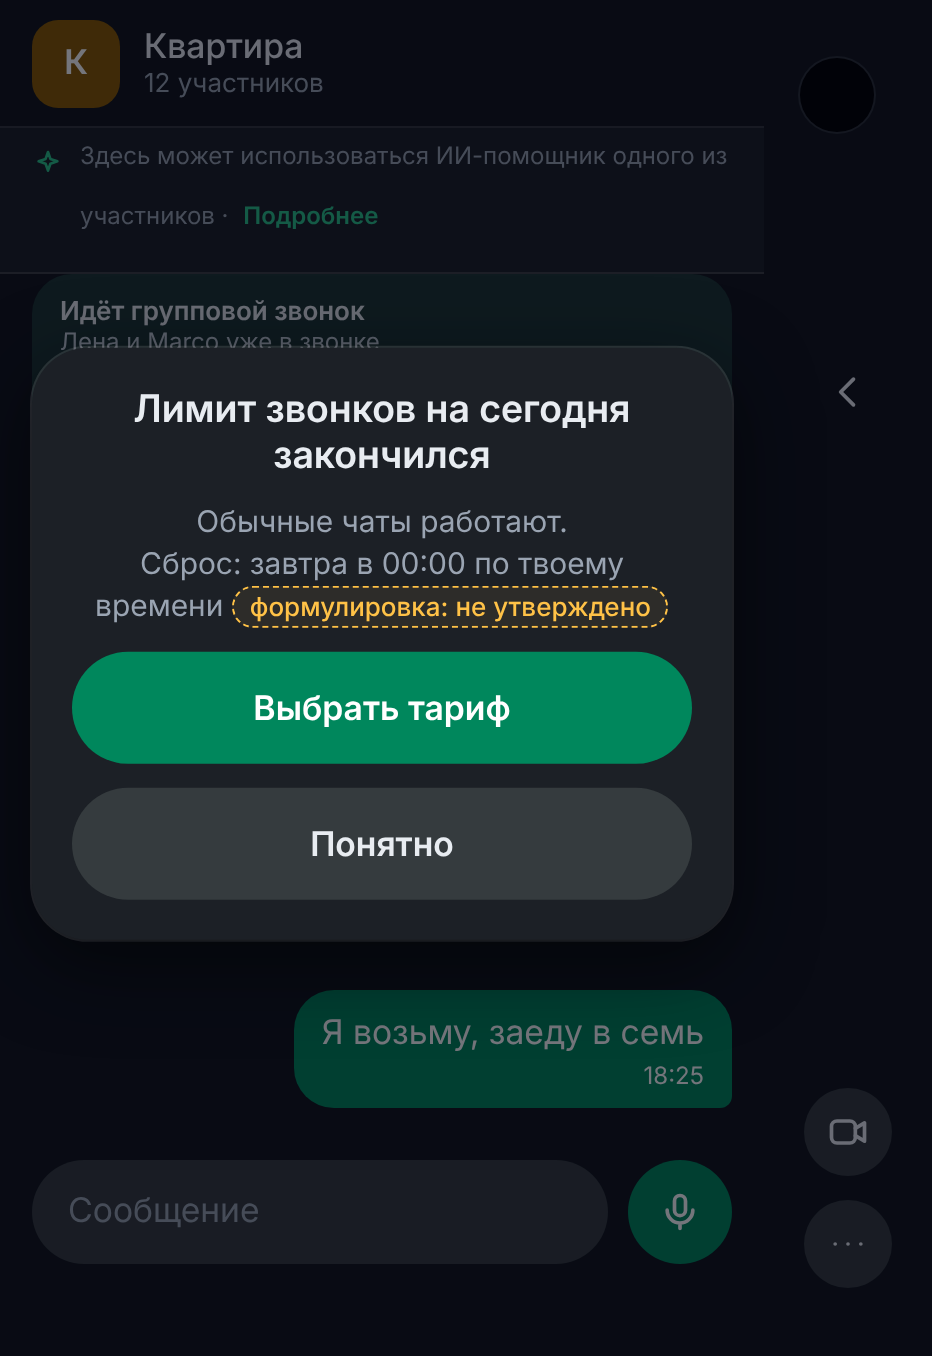 К
Квартира
12 участников
Здесь может использоваться ИИ-помощник одного из
участников · Подробнее
Идёт групповой звонок
Лена и Marco уже в звонке
Лимит звонков на сегодня
закончился
Обычные чаты работают.
Сброс: завтра в 00:00 по твоему
времени формулировка: не утверждено
Выбрать тариф
Понятно
Я возьму, заеду в семь
18:25
Сообщение